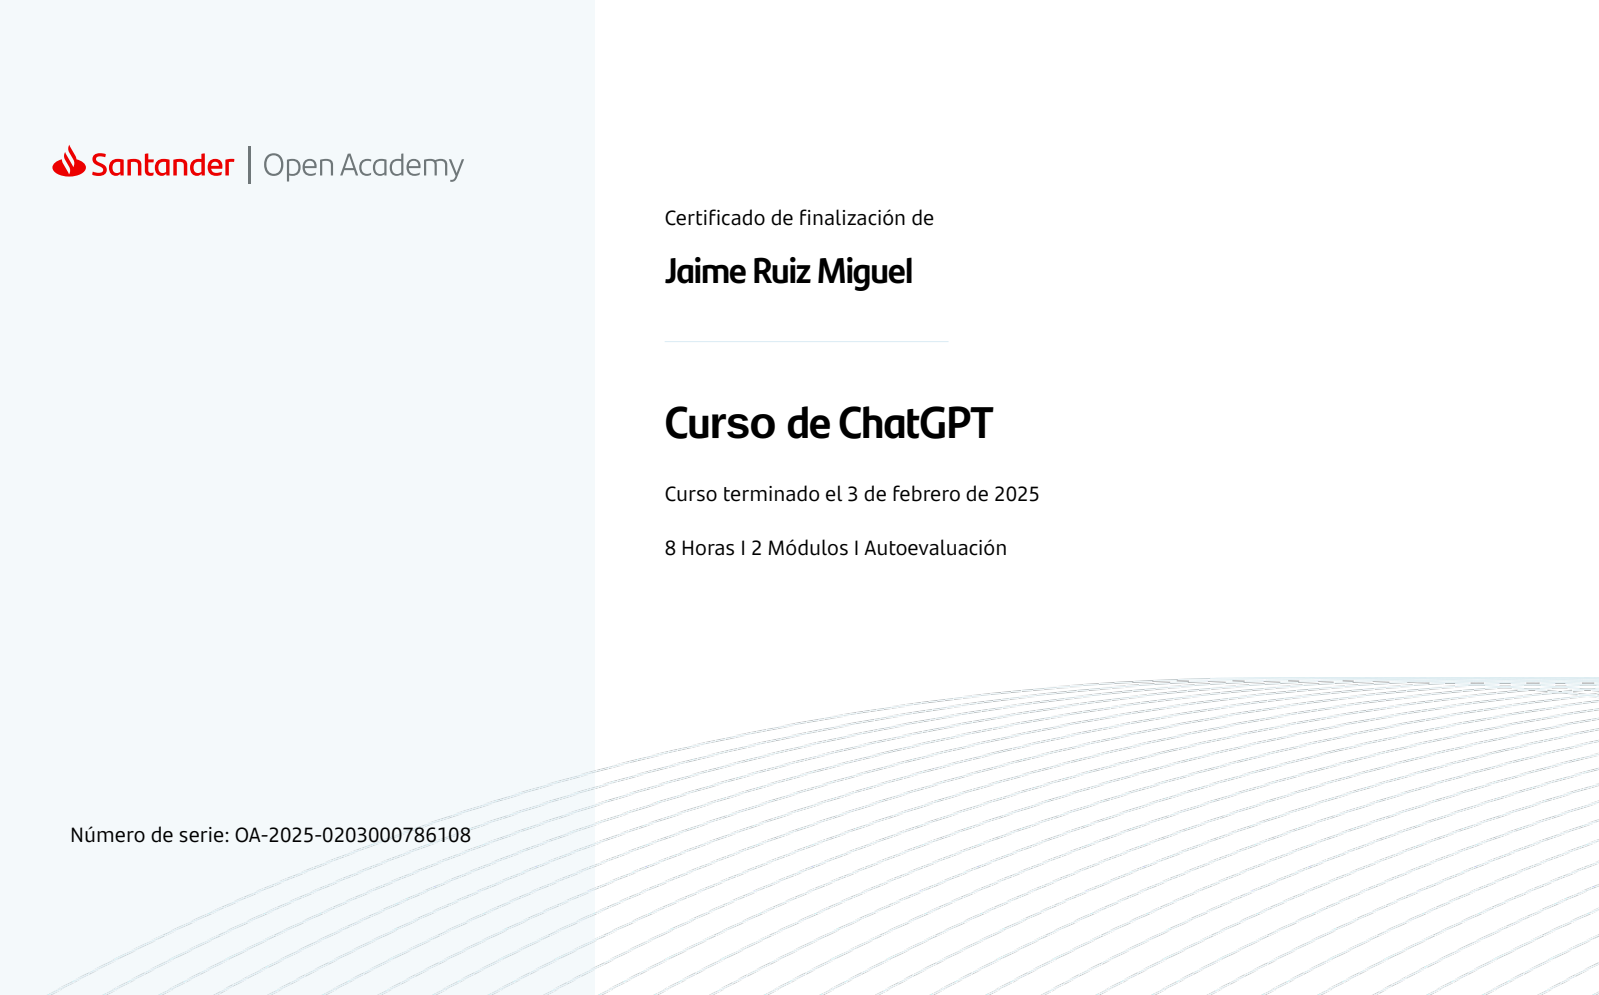 Santander | Open Academy
Certificado de finalización de
Jaime Ruiz Miguel
Curso de ChatGPT
Curso terminado el 3 de febrero de 2025
8 Horas I 2 Módulos I Autoevaluación
Número de serie: OA-2025-0203000786108